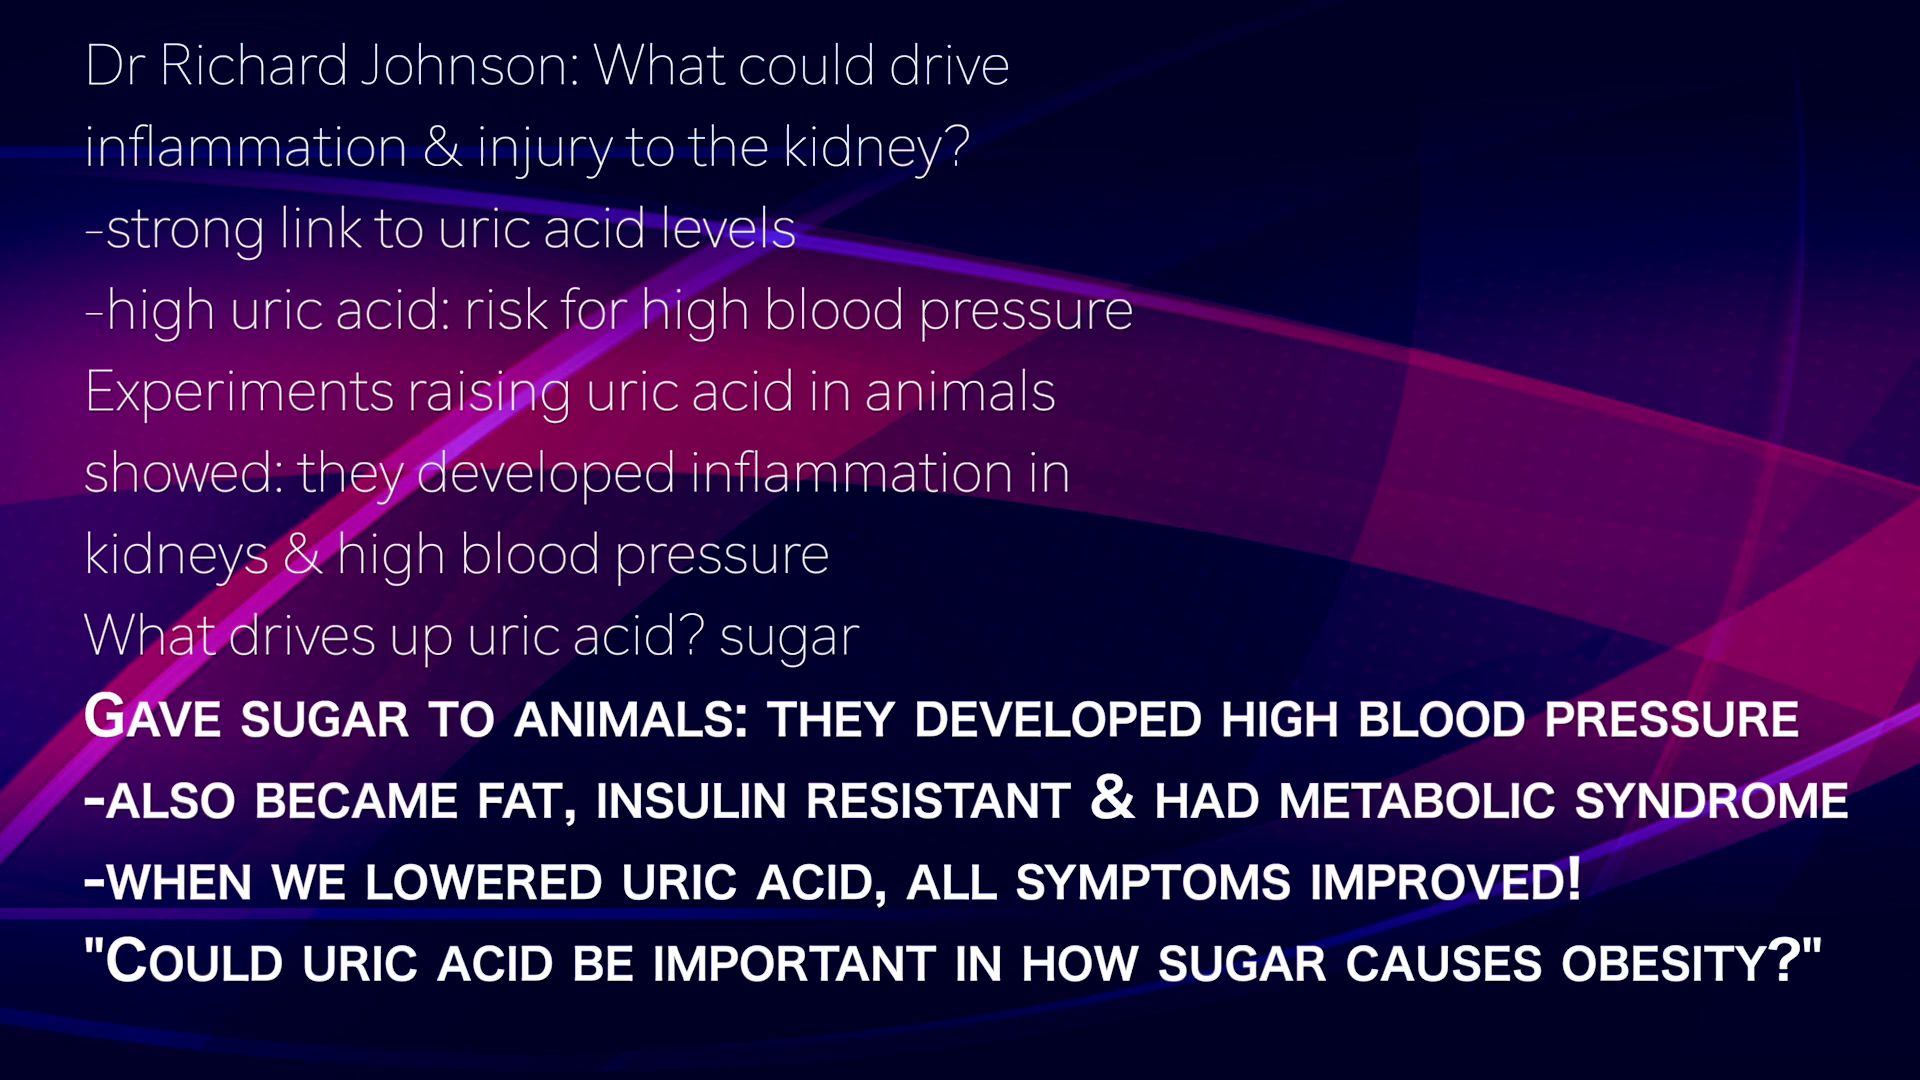 Dr Richard Johnson: What could drive
inflammation & injury to the kidney?
-strong link to uric acid levels
-high uric acid: risk for high blood pressure
Experiments raising uric acid in animals
showed: they developed inflammation in
kidneys & high blood pressure
What drives up uric acid? sugar
Gave sugar to animals: they developed high blood pressure
-also became fat, insulin resistant & had metabolic syndrome
-when we lowered uric acid, all symptoms improved!
"Could uric acid be important in how sugar causes obesity?"